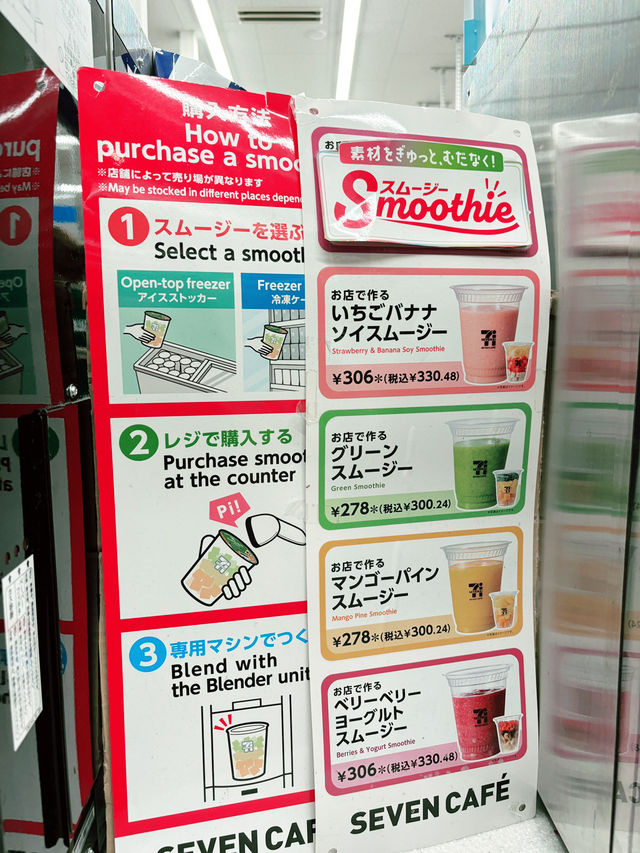 購入方法
How to
purchase a smoo
※店舗によって売り場が異なります
※May be stocked in different places depen
1 スムージーを選ぶ
Select a smooth
Open-top freezer
アイスストッカー
Freezer
冷凍ケー
2 レジで購入する
Purchase smoo
at the counter
Pi!
3 専用マシンでつく
Blend with
the Blender unit
SEVEN CAF
素材をぎゅっと、むだなく!
スムージー
Smoothie
お店で作る
いちごバナナ
ソイスムージー
Strawberry & Banana Soy Smoothie
¥306※(税込¥330.48)
お店で作る
グリーン
スムージー
Green Smoothie
¥278※(税込¥300.24)
お店で作る
マンゴーパイン
スムージー
Mango Pine Smoothie
¥278※(税込¥300.24)
お店で作る
ベリーベリー
ヨーグルト
スムージー
Berries & Yogurt Smoothie
¥306※(税込¥330.48)
SEVEN CAFÉ